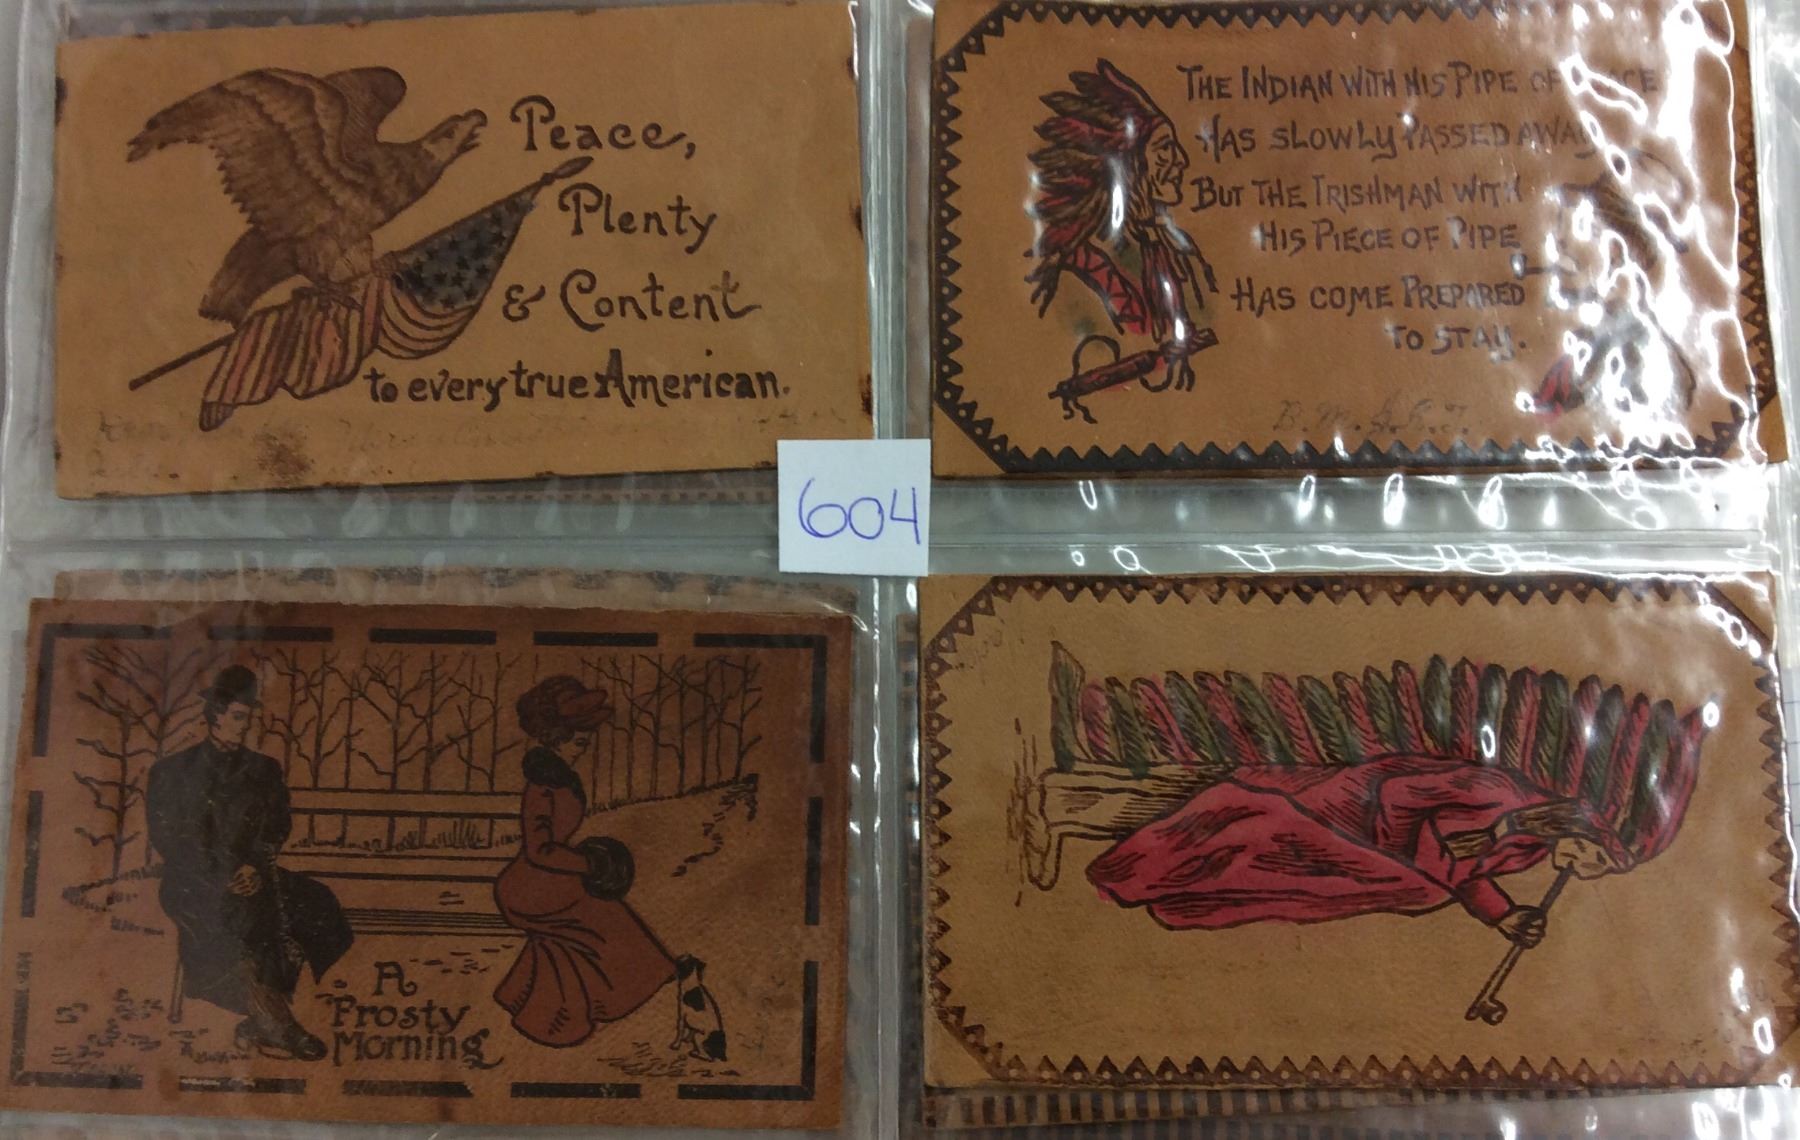 Peace,
Plenty
& Content
to every true American.
THE INDIAN WITH HIS PIPE OF
HAS SLOWLY PASSED AWAY
BUT THE IRISHMAN WITH
HIS PIECE OF PIPE
HAS COME PREPARED
TO STAY.
B.M.
604
A
Frosty
Morning